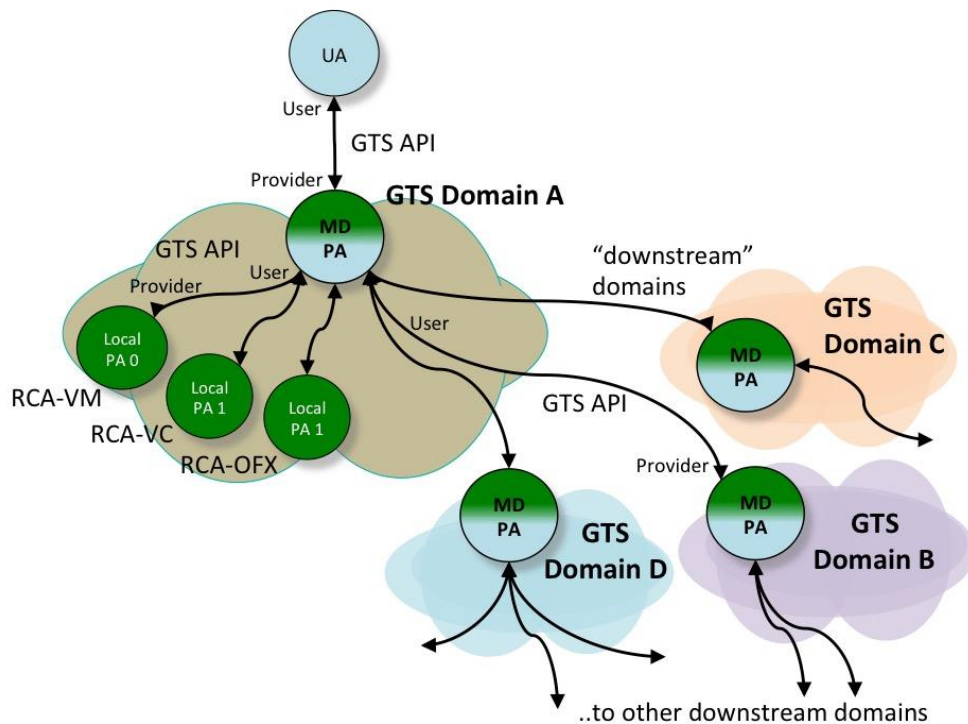 UA
User
GTS API
Provider
GTS Domain A
MD
PA
GTS API
User
Provider
Local
PA 0
RCA-VM
Local
PA 1
RCA-VC
Local
PA 1
RCA-OFX
"downstream"
domains
User
GTS
Domain C
MD
PA
GTS API
Provider
MD
PA
GTS
Domain D
MD
PA
GTS
Domain B
..to other downstream domains